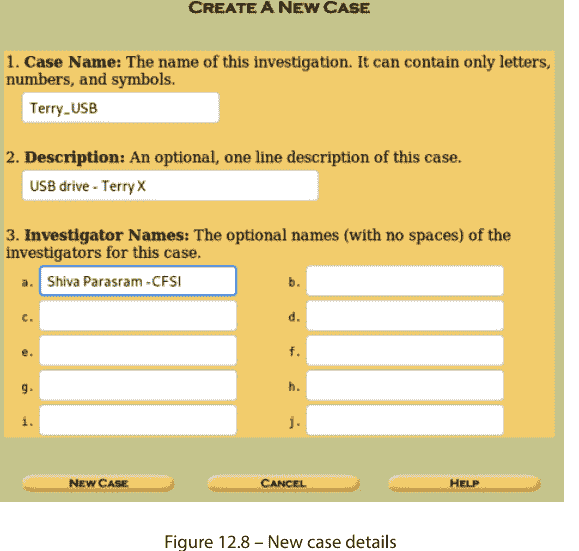 CREATE A NEW CASE
1. Case Name: The name of this investigation. It can contain only letters,
numbers, and symbols.
Terry_USB
2. Description: An optional, one line description of this case.
USB drive - Terry X
3. Investigator Names: The optional names (with no spaces) of the
investigators for this case.
a. Shiva Parasram -CFSI b.
c. d.
e. f.
g. h.
i. j.
NEW CASE CANCEL HELP
Figure 12.8 – New case details